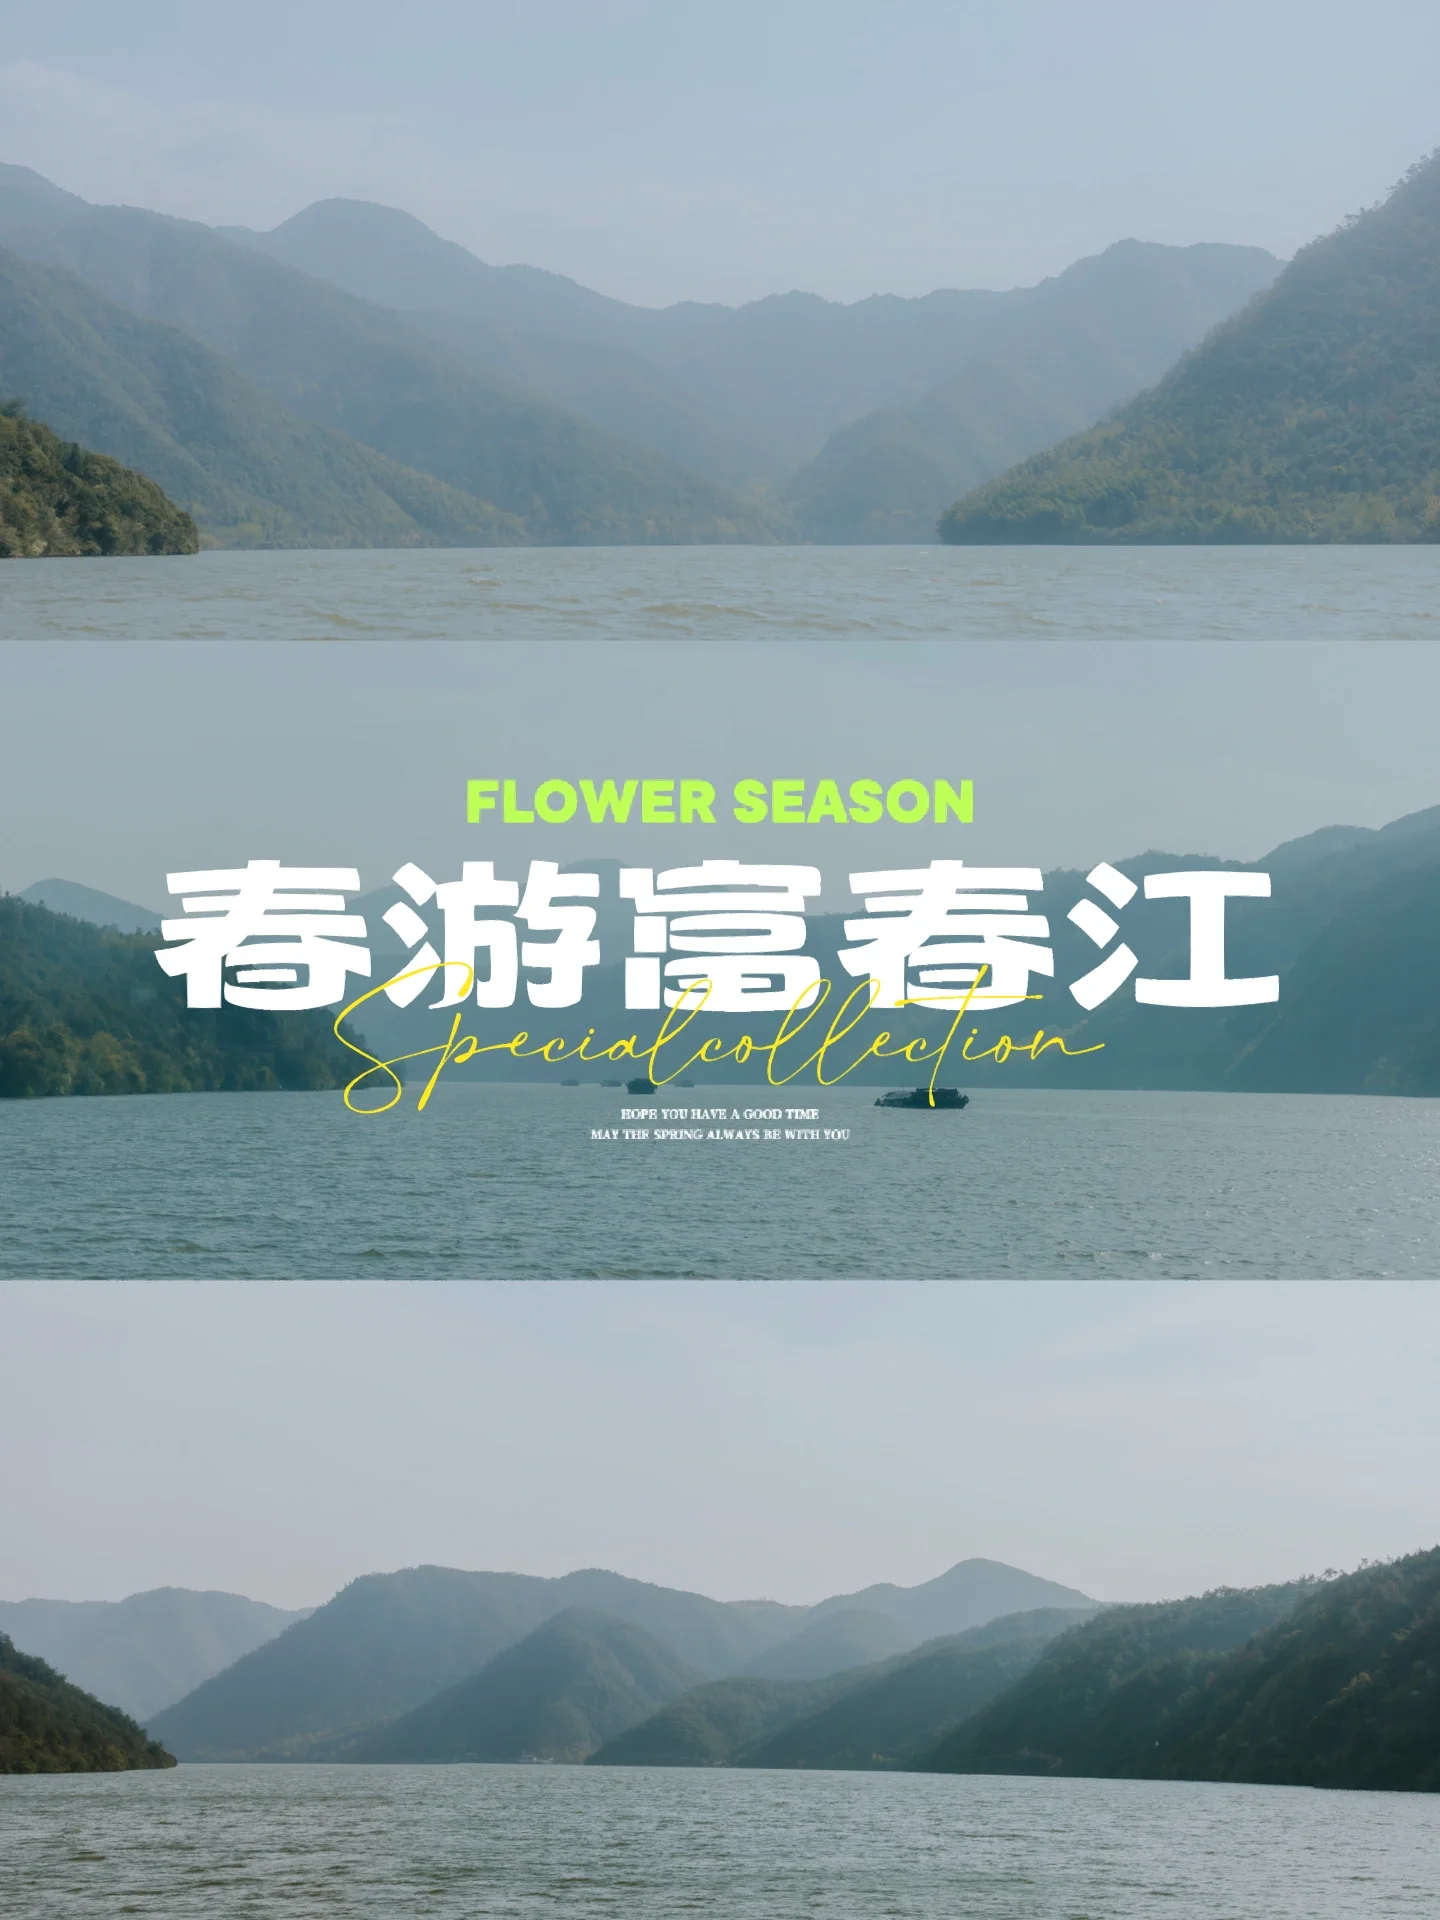 FLOWER SEASON
春游富春江
Specialcollection
HOPE YOU HAVE A GOOD TIME
MAY THE SPRING ALWAYS BE WITH YOU